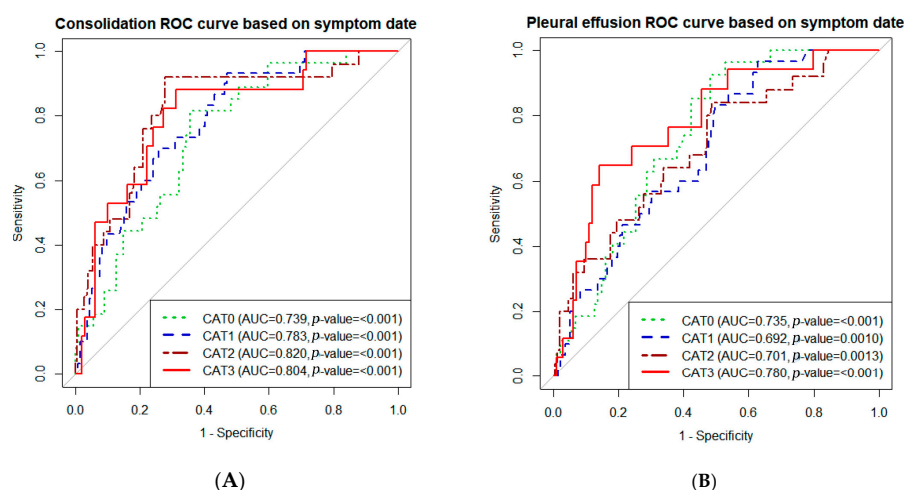 Consolidation ROC curve based on symptom date
Sensitivity
0.0 0.2 0.4 0.6 0.8 1.0
CAT0 (AUC=0.739, p-value=<0.001)
CAT1 (AUC=0.783, p-value=<0.001)
CAT2 (AUC=0.820, p-value=<0.001)
CAT3 (AUC=0.804, p-value=<0.001)
0.0 0.2 0.4 0.6 0.8 1.0
1 - Specificity
(A)
Pleural effusion ROC curve based on symptom date
Sensitivity
0.0 0.2 0.4 0.6 0.8 1.0
CAT0 (AUC=0.735, p-value=<0.001)
CAT1 (AUC=0.692, p-value=0.0010)
CAT2 (AUC=0.701, p-value=0.0013)
CAT3 (AUC=0.780, p-value=<0.001)
0.0 0.2 0.4 0.6 0.8 1.0
1 - Specificity
(B)